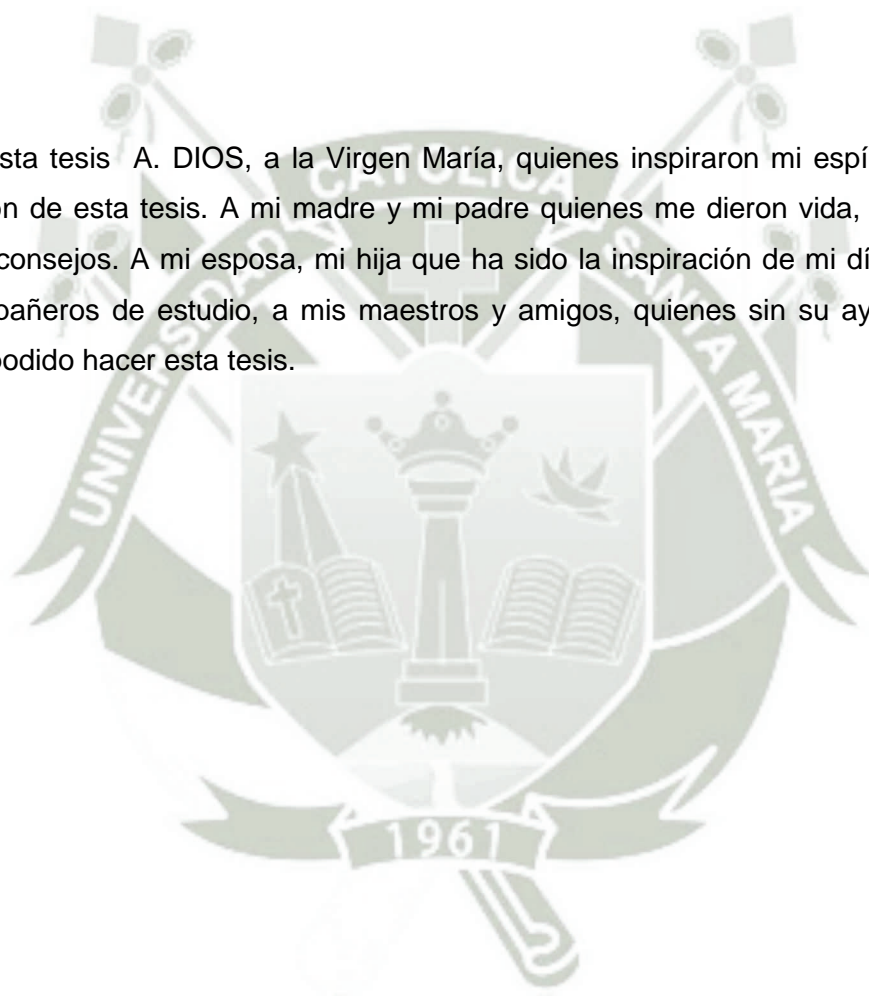 esta tesis A. DIOS, a la Virgen María, quienes inspiraron mi espí
ón de esta tesis. A mi madre y mi padre quienes me dieron vida,
consejos. A mi esposa, mi hija que ha sido la inspiración de mi dí
pañeros de estudio, a mis maestros y amigos, quienes sin su ay
podido hacer esta tesis.
UNIVERSIDAD CATOLICA SANTA MARIA
1961